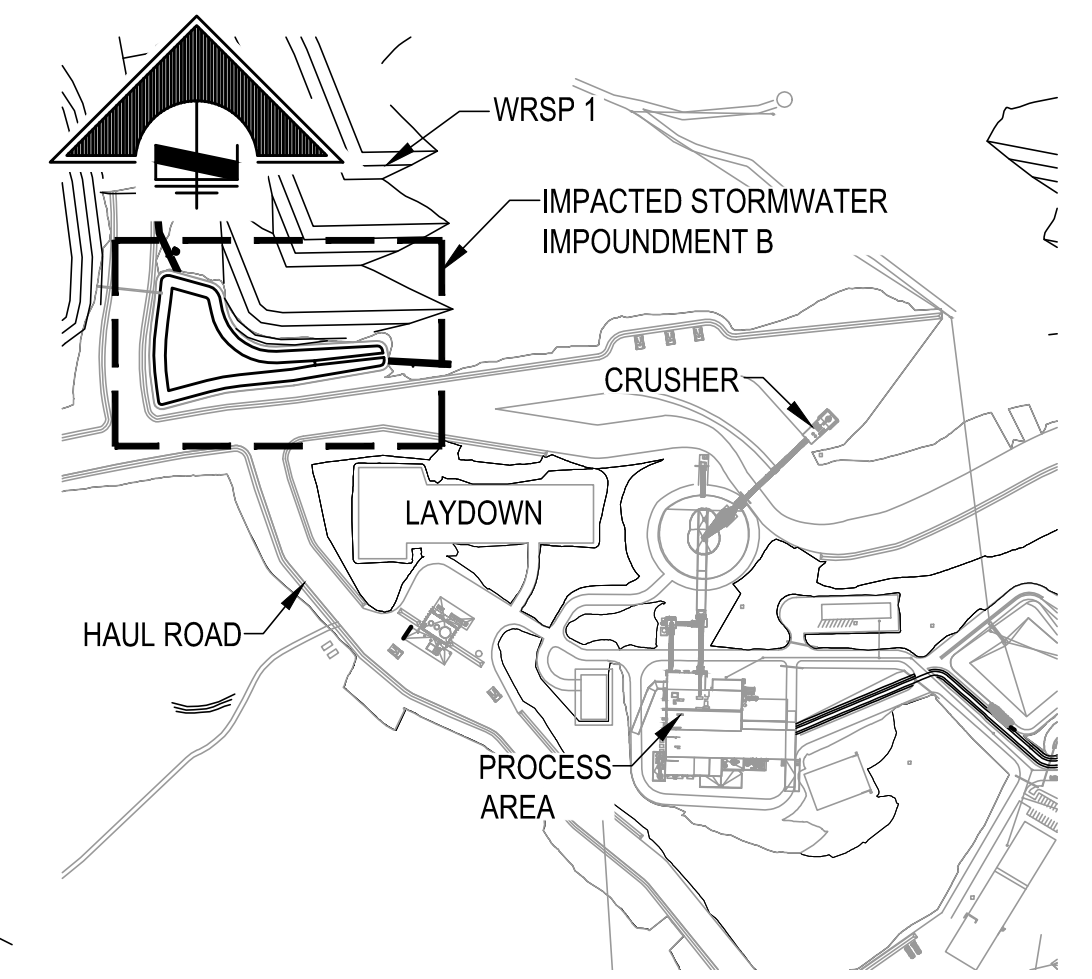 WRSP 1
IMPACTED STORMWATER
IMPOUNDMENT B
CRUSHER
LAYDOWN
HAUL ROAD
PROCESS
AREA